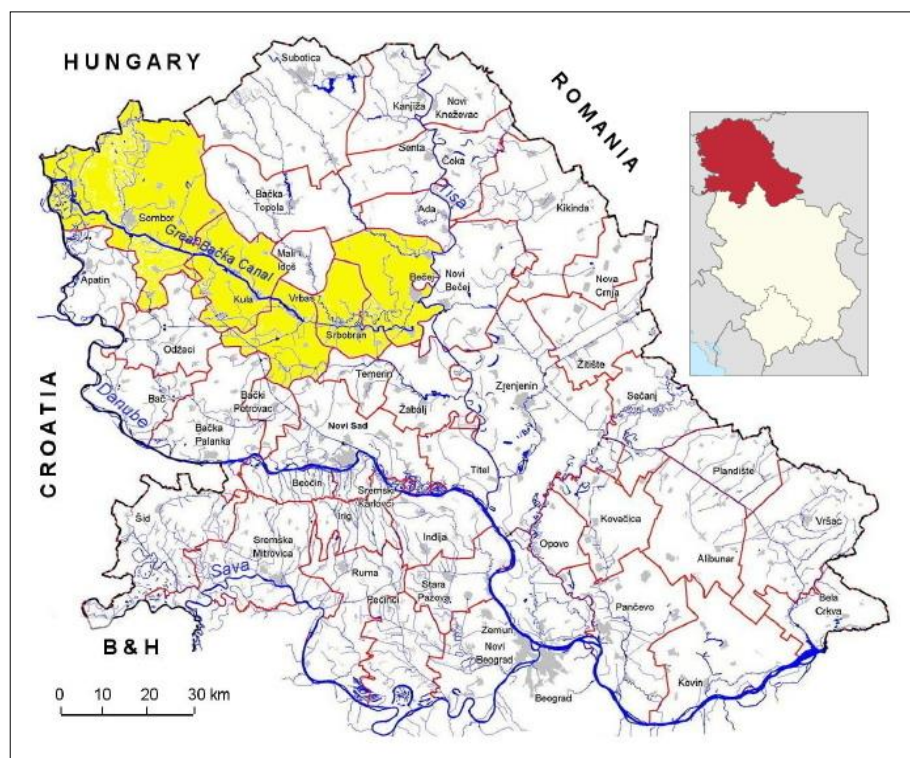 HUNGARY
ROMANIA
CROATIA
B & H
Subotica
Kanjiža
Novi
Kneževac
Senta
Čoka
Tisa
Ada
Bačka
Topola
Kikinda
Sombor
Great Bačka Canal
Mali
Iđoš
Apatin
Bečej
Novi
Bečej
Nova
Crnja
Kula
Vrbas
Srbobran
Odžaci
Temerin
Žitište
Zrenjenin
Sečanj
Danube
Bač
Bački
Petrovac
Žabalj
Bačka
Palanka
Novi Sad
Titel
Plandište
Beočin
Sremski
Karlovci
Šid
Irig
Kovačica
Vršac
Sremska
Mitrovica
Inđija
Opovo
Alibunar
Sava
Ruma
Stara
Pazova
Pećinci
Pančevo
Bela
Crkva
Zemun
Novi
Beograd
Beograd
Kovin
0 10 20 30 km